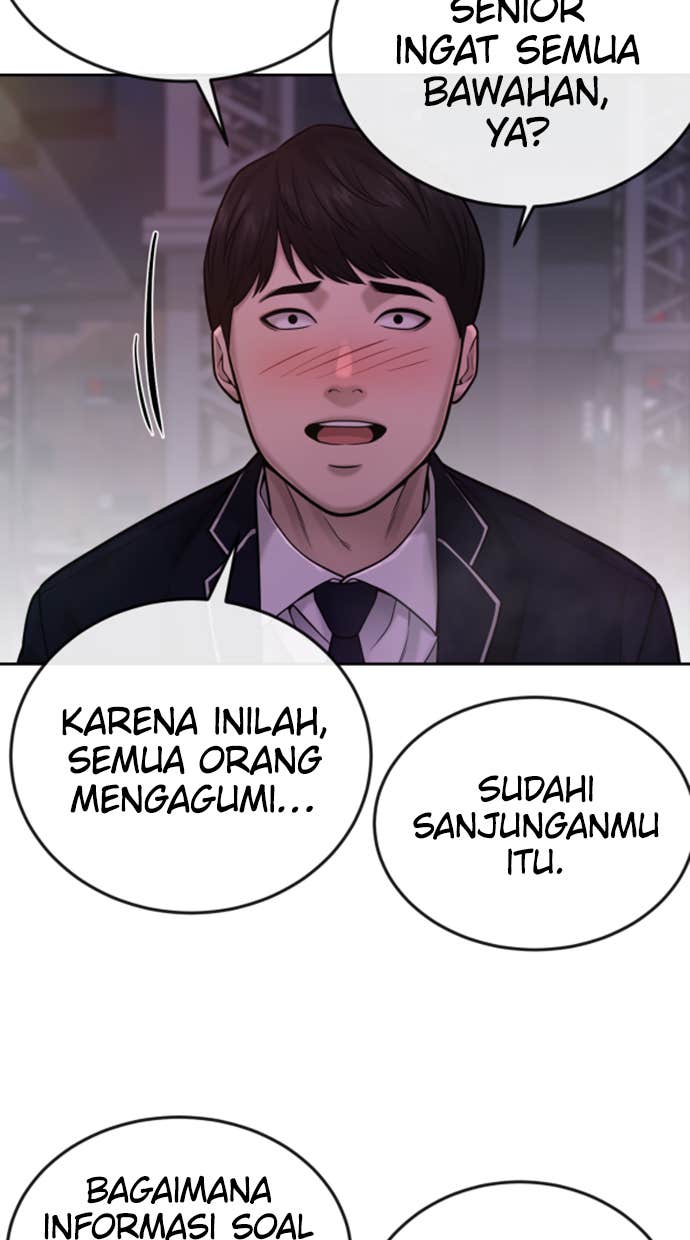 SENIOR
INGAT SEMUA
BAWAHAN,
YA?
KARENA INILAH,
SEMUA ORANG
MENGAGUMI...
SUDAHI
SANJUNGANMU
ITU.
BAGAIMANA
INFORMASI SOAL